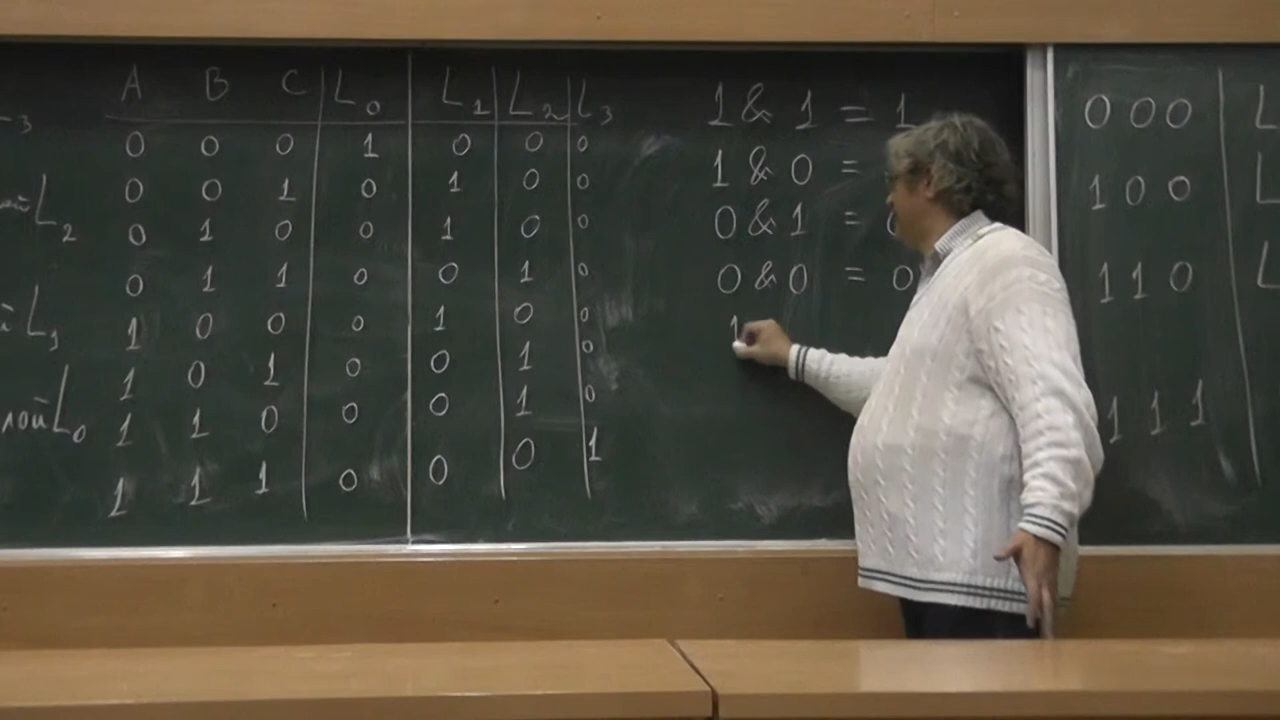 A B C L0 L1 L2 L3
0 0 0 1 0 0 0
0 0 1 0 1 0 0
0 1 0 0 1 0 0
0 1 1 0 0 1 0
1 0 0 0 1 0 0
1 0 1 0 0 1 0
1 1 0 0 0 1 0
1 1 1 0 0 0 1
L2
L1
L0
1 & 1 = 1
1 & 0 =
0 & 1 =
0 & 0 = 0
1
0 0 0 L
1 0 0 L
1 1 0 L
1 1 1